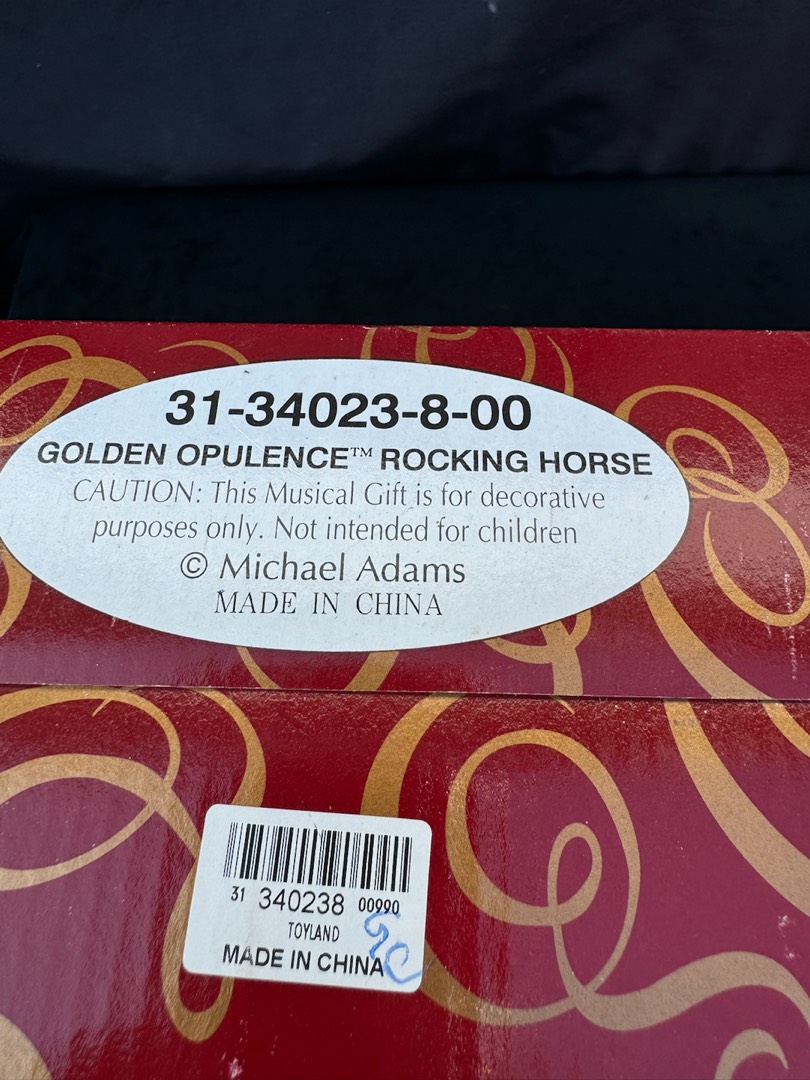 31-34023-8-00
GOLDEN OPULENCE™ ROCKING HORSE
CAUTION: This Musical Gift is for decorative
purposes only. Not intended for children
© Michael Adams
MADE IN CHINA
31 340238 00990
TOYLAND
MADE IN CHINA